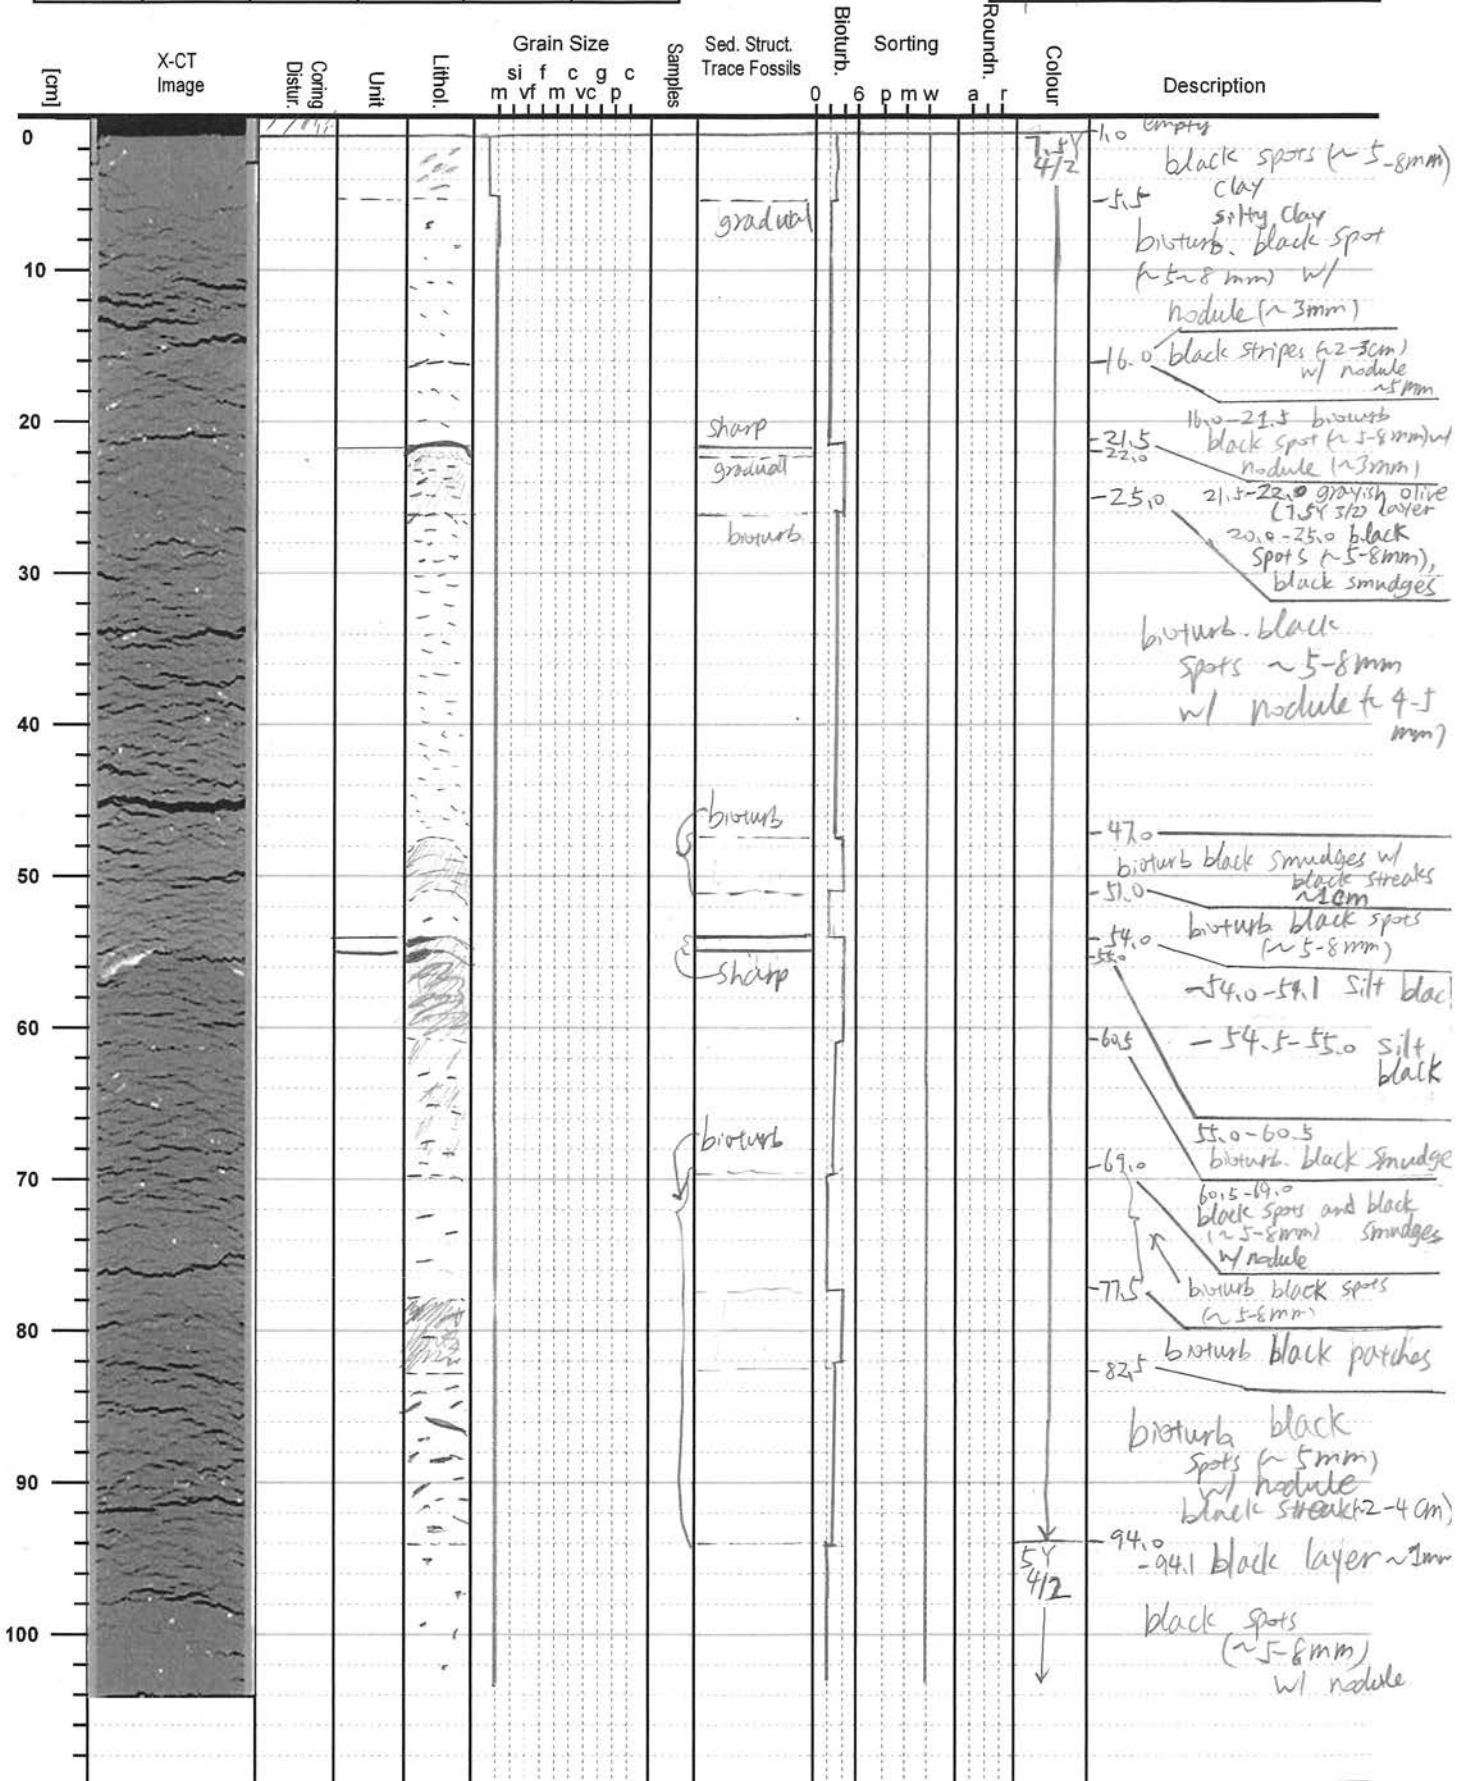 [cm]
X-CT
Image
Coring
Distur.
Unit
Lithol.
Grain Size
si f c g c
m vf m vc p
Samples
Sed. Struct.
Trace Fossils
Bioturb.
0 6
Sorting
p m w
Roundn.
a r
Colour
Description
0
10
20
30
40
50
60
70
80
90
100
gradual
sharp
gradual
bioturb
bioturb
sharp
bioturb
7.5Y
4/2
5Y
4/2
1.0 Empty
black spots (~5-8mm)
-5.5 clay
silty clay
bioturb. black spot
(~5~8 mm) w/
nodule (~3mm)
-16.0 black stripes (~2-3cm)
w/ nodule
~5mm
16.0-21.5 bioturb
-21.5 black spot (~5-8mm) w/
-22.0 nodule (~3mm)
-25.0 21.5-22.0 grayish olive
(7.5Y 3/2) layer
20.0-25.0 black
spots (~5-8mm),
black smudges
bioturb. black
spots ~5-8mm
w/ nodule (~4-5
mm)
-47.0
bioturb black smudges w/
black streaks
-51.0 ~1cm
-54.0 bioturb black spots
-55.0 (~5-8mm)
-54.0-54.1 silt blac
-60.5 -54.5-55.0 silt
black
55.0-60.5
bioturb. black smudge
-69.0
60.5-69.0
black spots and black
(~5-8mm) smudges
w/ nodule
-77.5 bioturb black spots
(~5-8mm)
bioturb black patches
-82.5
bioturb black
spots (~5mm)
w/ nodule
black streak(~2-4cm)
-94.0
-94.1 black layer ~1mm
black spots
(~5-8mm)
w/ nodule